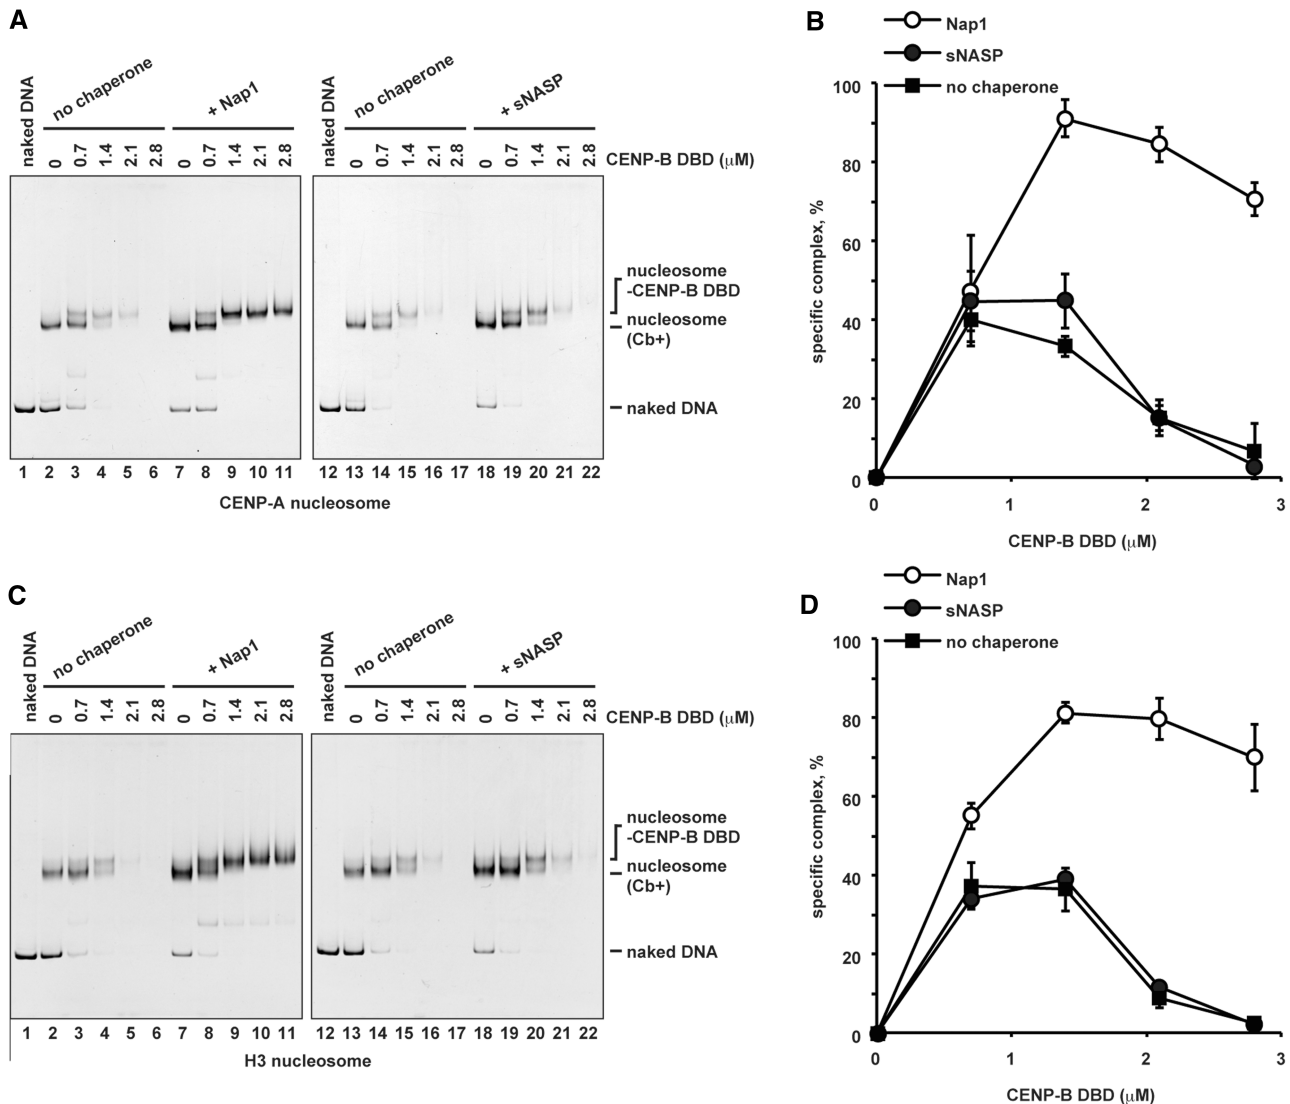 A
naked DNA
no chaperone
+ Nap1
naked DNA
no chaperone
+ sNASP
0 0.7 1.4 2.1 2.8 0 0.7 1.4 2.1 2.8 0 0.7 1.4 2.1 2.8 0 0.7 1.4 2.1 2.8 CENP-B DBD (μM)
nucleosome
-CENP-B DBD
nucleosome
(Cb+)
naked DNA
1 2 3 4 5 6 7 8 9 10 11 12 13 14 15 16 17 18 19 20 21 22
CENP-A nucleosome
B
Nap1
sNASP
no chaperone
100
80
60
40
20
0
specific complex, %
0 1 2 3
CENP-B DBD (μM)
C
naked DNA
no chaperone
+ Nap1
naked DNA
no chaperone
+ sNASP
0 0.7 1.4 2.1 2.8 0 0.7 1.4 2.1 2.8 0 0.7 1.4 2.1 2.8 0 0.7 1.4 2.1 2.8 CENP-B DBD (μM)
nucleosome
-CENP-B DBD
nucleosome
(Cb+)
naked DNA
1 2 3 4 5 6 7 8 9 10 11 12 13 14 15 16 17 18 19 20 21 22
H3 nucleosome
D
Nap1
sNASP
no chaperone
100
80
60
40
20
0
specific complex, %
0 1 2 3
CENP-B DBD (μM)